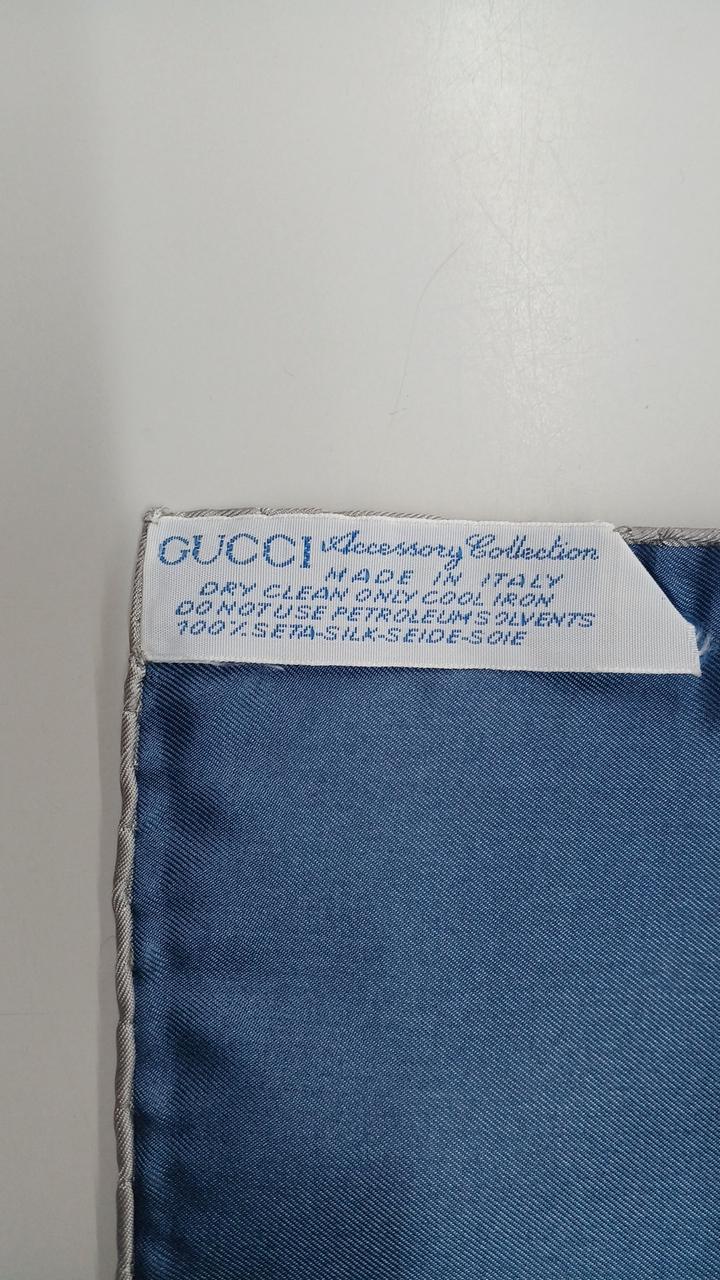 GUCCI Accessory Collection
MADE IN ITALY
DRY CLEAN ONLY COOL IRON
DO NOT USE PETROLEUM SOLVENTS
100% SETA-SILK-SEIDE-SOIE